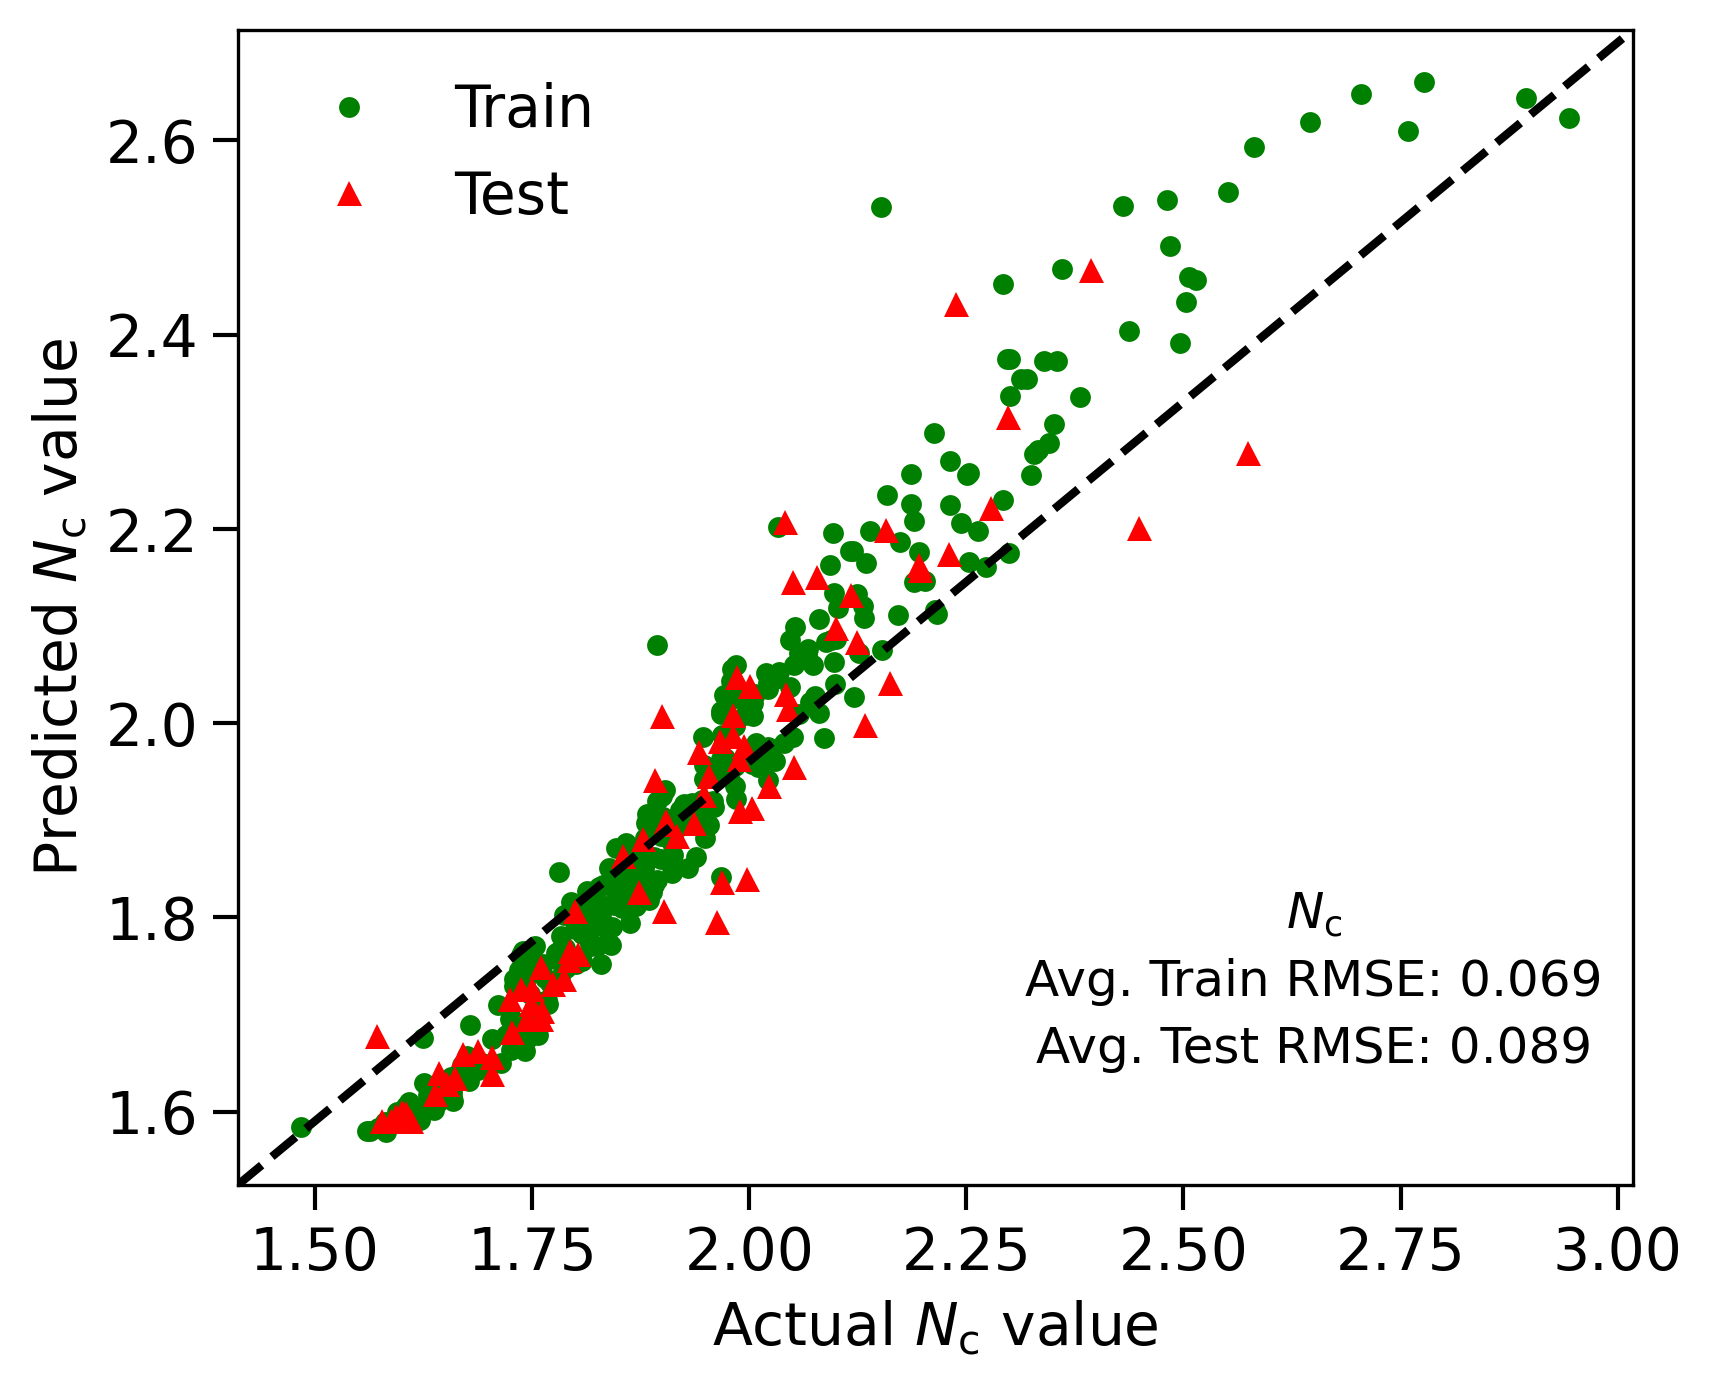 Train
Test
2.6
2.4
2.2
2.0
1.8
1.6
Predicted Nc value
Nc
Avg. Train RMSE: 0.069
Avg. Test RMSE: 0.089
1.50 1.75 2.00 2.25 2.50 2.75 3.00
Actual Nc value